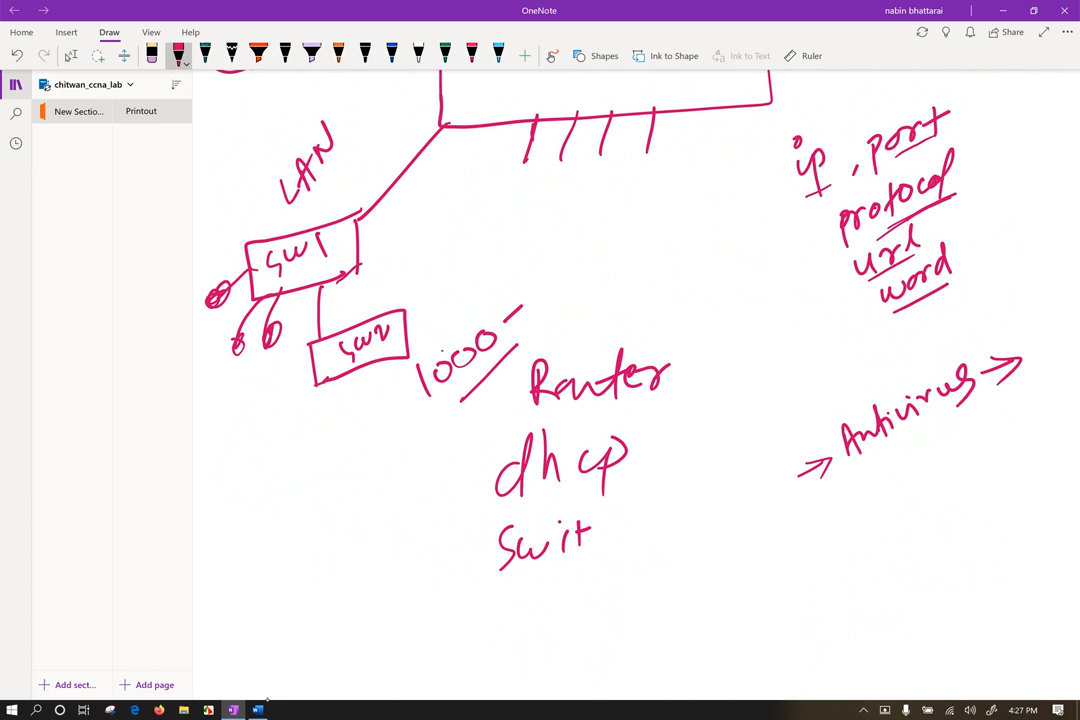 OneNote
nabin bhattarai
Home Insert Draw View Help
Share
Shapes
Ink to Shape
Ink to Text
Ruler
chitwan_ccna_lab
New Sectio...
Printout
LAN
SW1
SW2
1000
Router
dhcp
swit
ip, port
protocol
url
word
Antivirus
Add sect...
Add page
4:27 PM